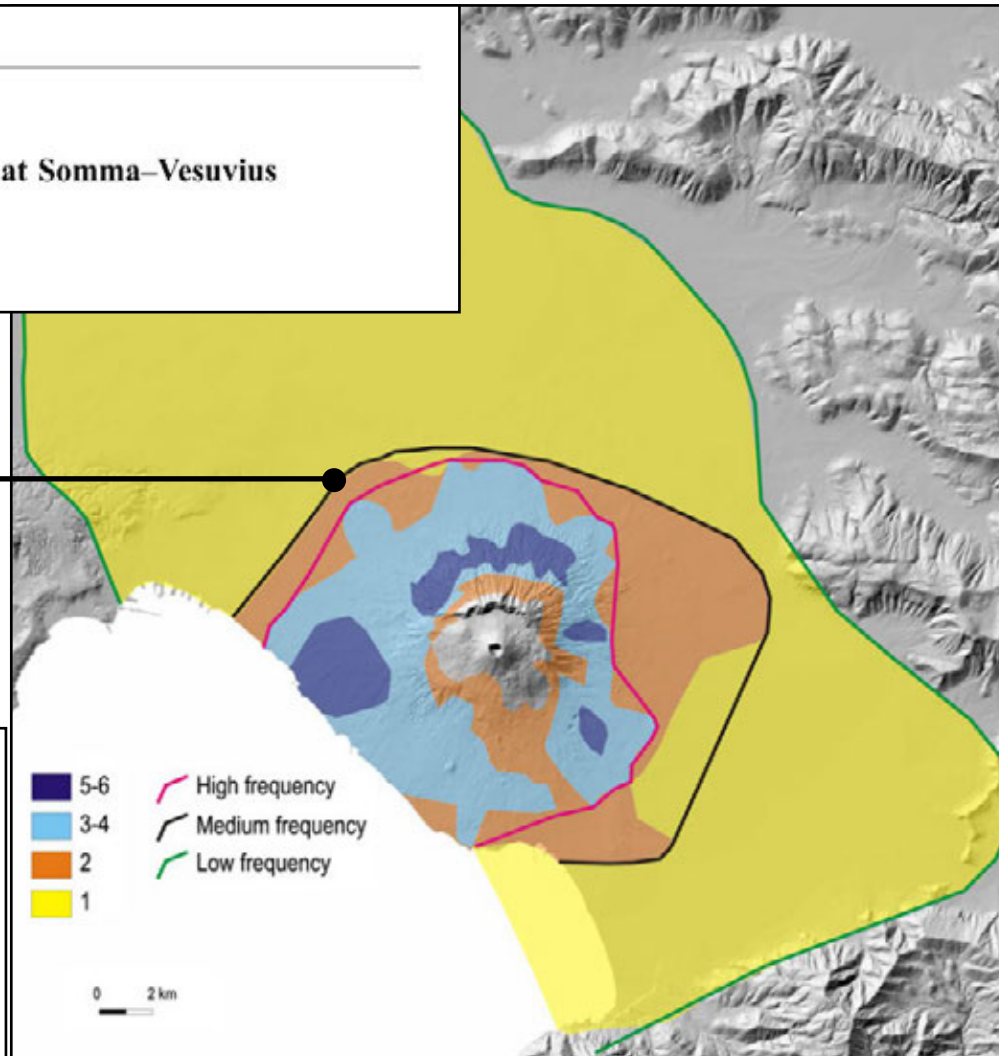 at Somma–Vesuvius
5-6
3-4
2
1
High frequency
Medium frequency
Low frequency
0 2 km